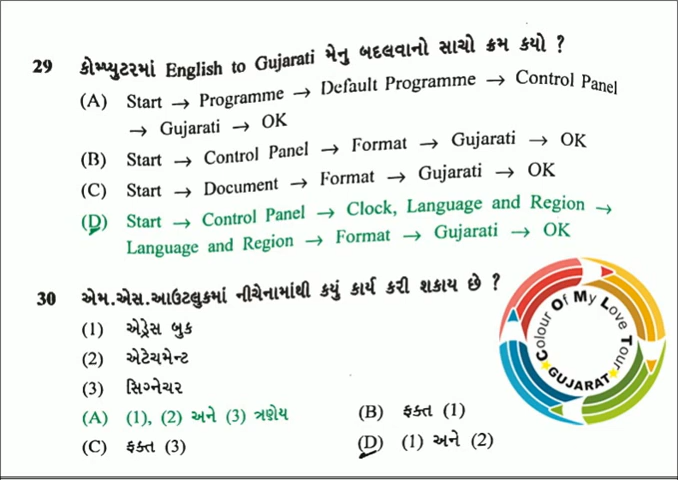 29 કોમ્પ્યુટરમાં English to Gujarati મેનુ બદલવાનો સાચો ક્રમ કયો ?
(A) Start → Programme → Default Programme → Control Panel
→ Gujarati → OK
(B) Start → Control Panel → Format → Gujarati → OK
(C) Start → Document → Format → Gujarati → OK
(D) Start → Control Panel → Clock, Language and Region →
Language and Region → Format → Gujarati → OK
30 એમ.એસ.આઉટલુકમાં નીચેનામાંથી કયું કાર્ય કરી શકાય છે ?
(1) એડ્રેસ બુક
(2) એટેચમેન્ટ
(3) સિગ્નેચર
(A) (1), (2) અને (3) ત્રણેય (B) ફક્ત (1)
(C) ફક્ત (3) (D) (1) અને (2)
Colour Of My Love Tour
GUJARAT